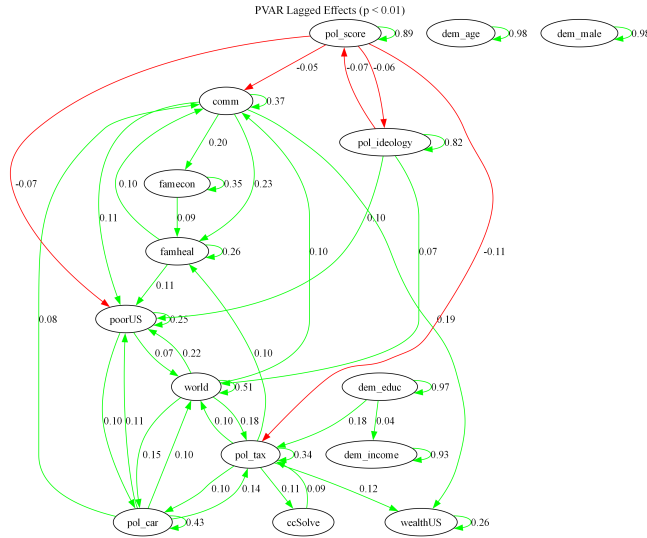 PVAR Lagged Effects (p < 0.01)
pol_score 0.89 dem_age 0.98 dem_male 0.98
-0.05 -0.07 -0.06
comm 0.37
pol_ideology 0.82
0.20
famecon 0.35
-0.07 0.10 0.23
0.11 0.09 0.10
famheal 0.26
0.10 0.07 -0.11
0.11
poorUS 0.25
0.08 0.19
0.07 0.22 0.10
world 0.51 dem_educ 0.97
0.10 0.11 0.10 0.18 0.18 0.04
0.15 0.10
pol_tax 0.34 dem_income 0.93
0.10 0.14 0.11 0.09 0.12
pol_car 0.43 ccSolve wealthUS 0.26